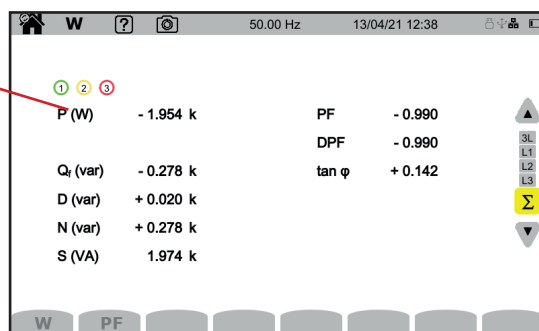 W ? 50.00 Hz 13/04/21 12:38
1 2 3
P (W) - 1.954 k PF - 0.990
DPF - 0.990
Qf (var) - 0.278 k tan φ + 0.142
D (var) + 0.020 k
N (var) + 0.278 k
S (VA) 1.974 k
3L
L1
L2
L3
Σ
W PF